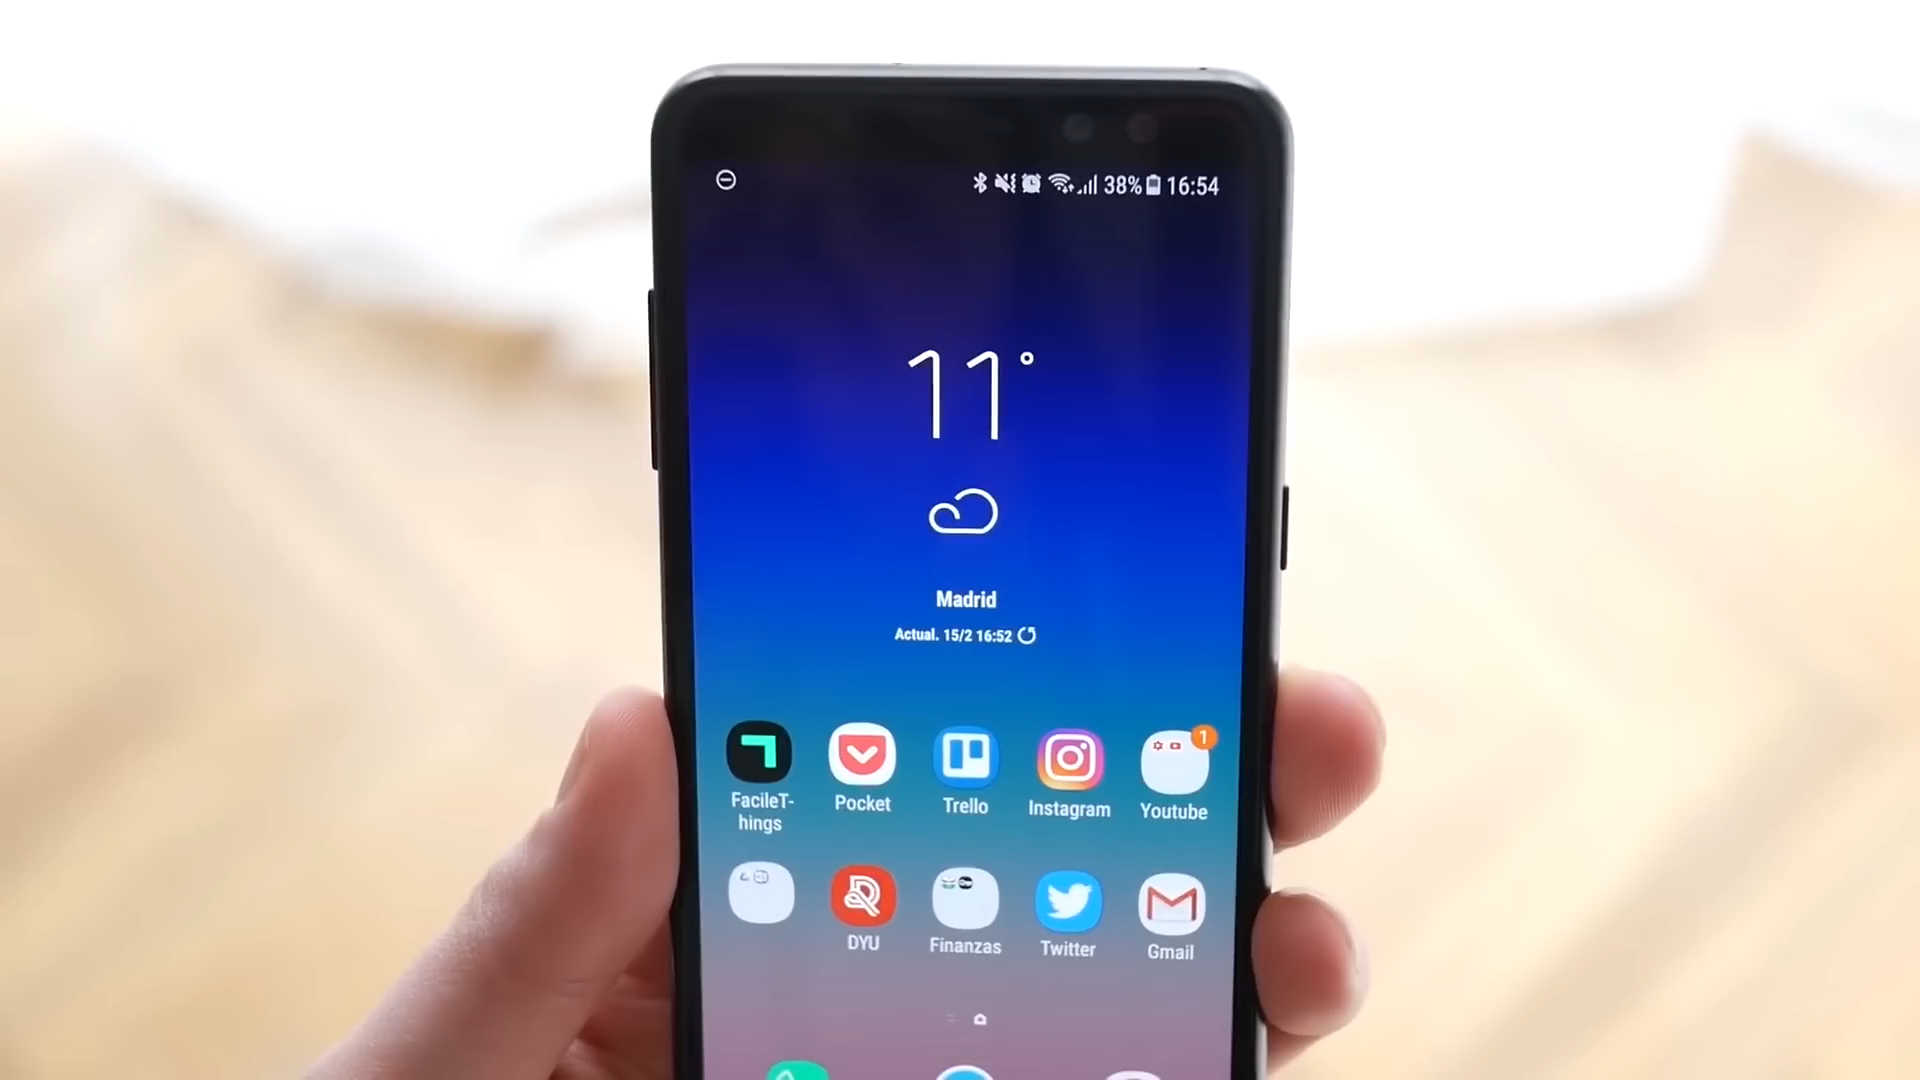 38% 16:54
11°
Madrid
Actual. 15/2 16:52
1
FacileT-
hings
Pocket
Trello
Instagram
Youtube
DYU
Finanzas
Twitter
Gmail